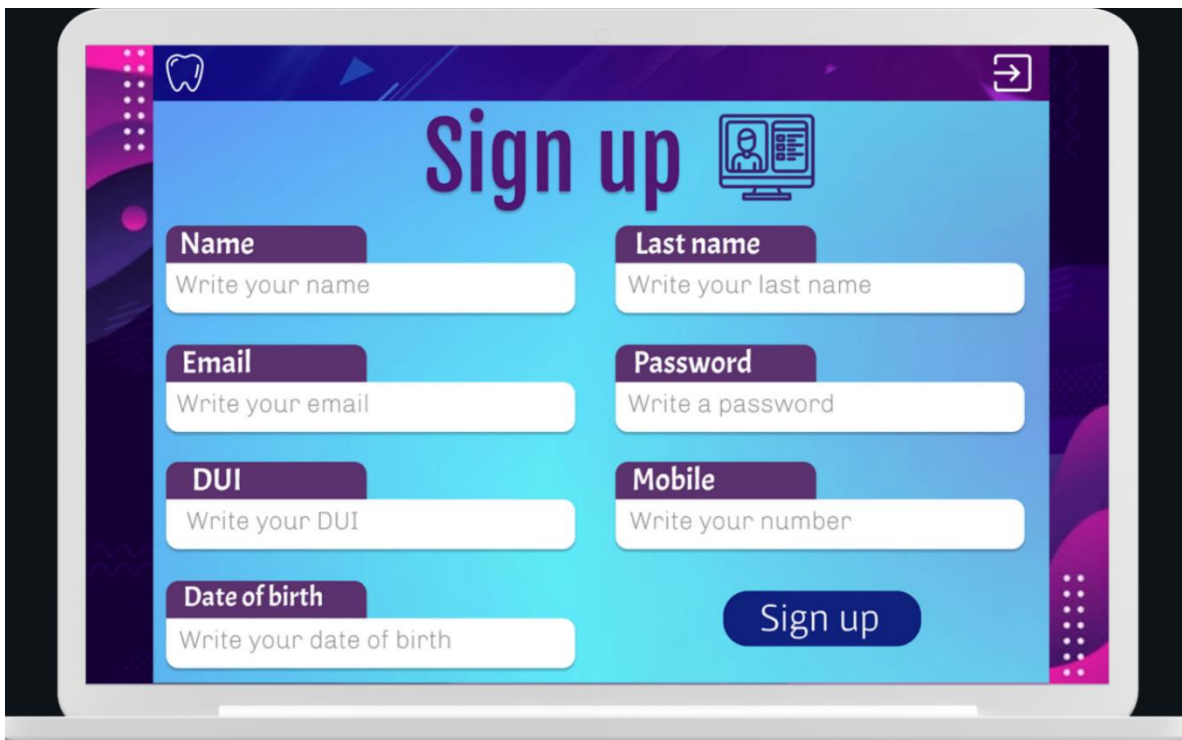 Sign up
Name
Last name
Write your name
Write your last name
Email
Password
Write your email
Write a password
DUI
Mobile
Write your DUI
Write your number
Date of birth
Write your date of birth
Sign up